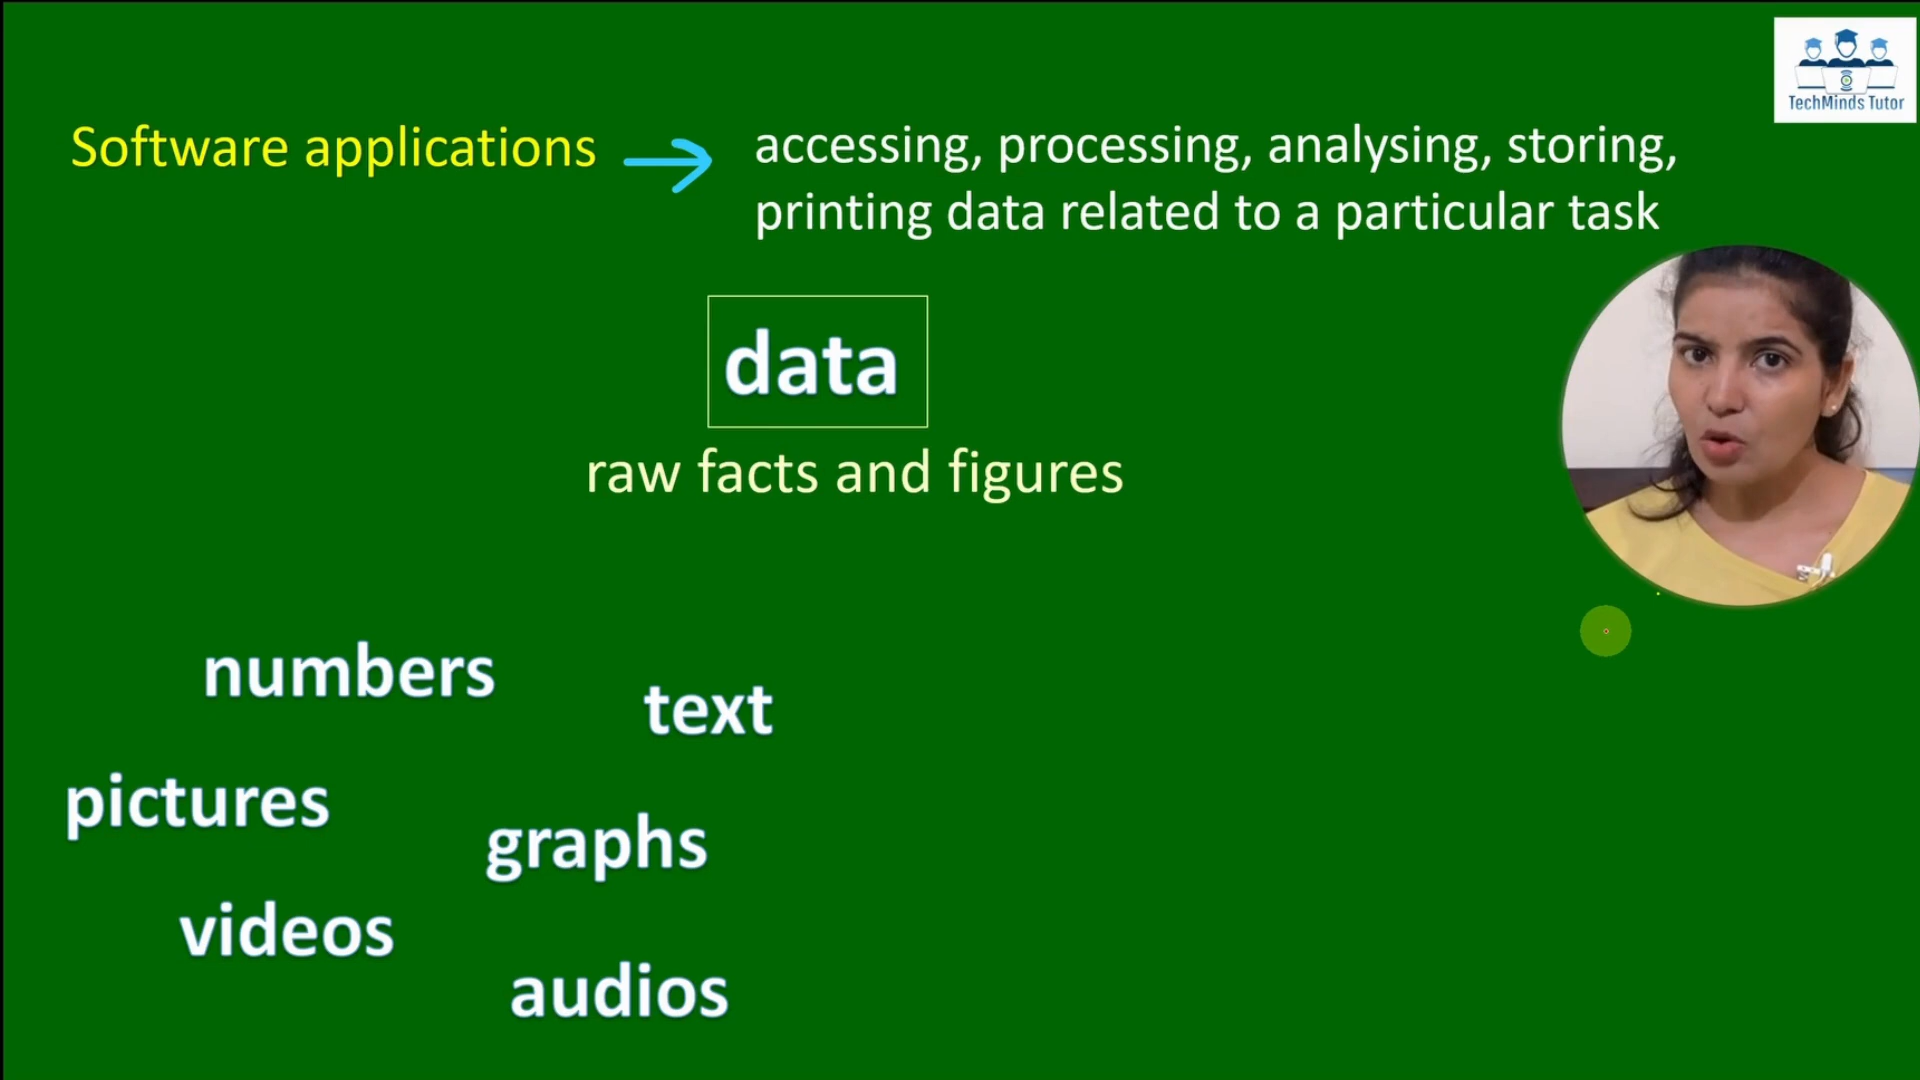 TechMinds Tutor
Software applications
accessing, processing, analysing, storing,
printing data related to a particular task
data
raw facts and figures
numbers
text
pictures
graphs
videos
audios